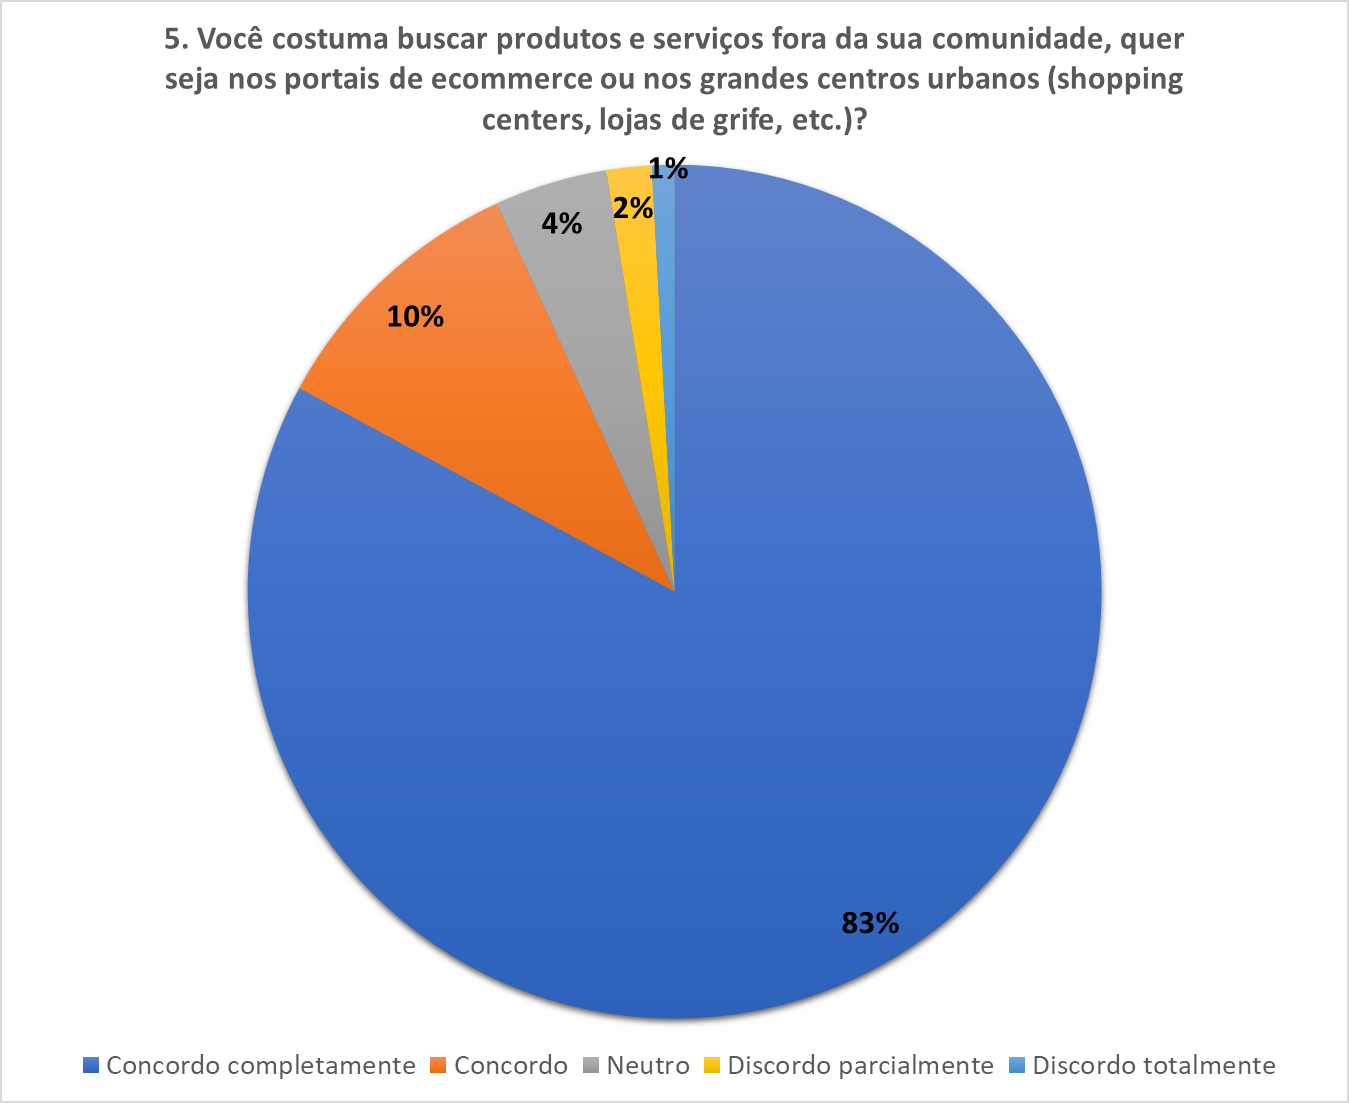 5. Você costuma buscar produtos e serviços fora da sua comunidade, quer
seja nos portais de ecommerce ou nos grandes centros urbanos (shopping
centers, lojas de grife, etc.)?
1%
2%
4%
10%
83%
Concordo completamente Concordo Neutro Discordo parcialmente Discordo totalmente